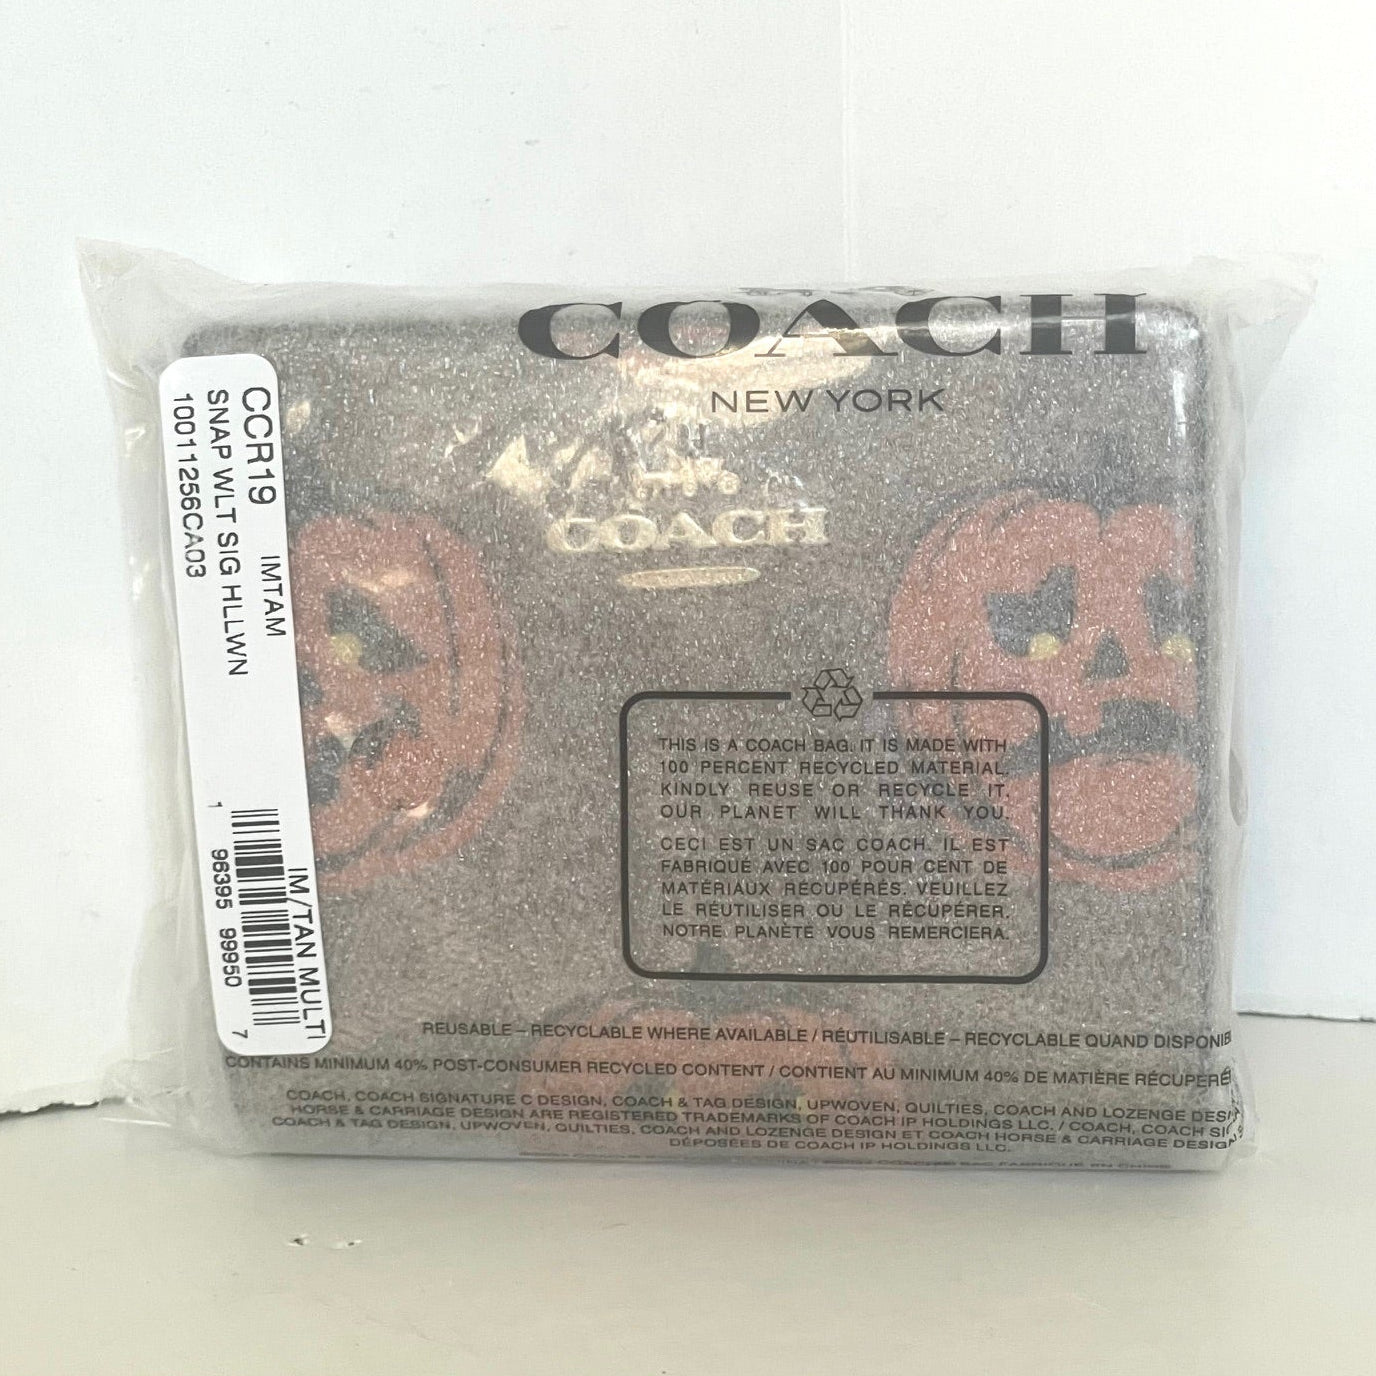 COACH
NEW YORK
COACH
CCR19 IMTAM
SNAP WLT SIG HLLWN
10011256CA03
IM/TAN MULTI
1 98395 99950 7
THIS IS A COACH BAG. IT IS MADE WITH
100 PERCENT RECYCLED MATERIAL.
KINDLY REUSE OR RECYCLE IT.
OUR PLANET WILL THANK YOU.
CECI EST UN SAC COACH. IL EST
FABRIQUÉ AVEC 100 POUR CENT DE
MATÉRIAUX RÉCUPÉRÉS. VEUILLEZ
LE RÉUTILISER OU LE RÉCUPÉRER.
NOTRE PLANÈTE VOUS REMERCIERA.
REUSABLE – RECYCLABLE WHERE AVAILABLE / RÉUTILISABLE – RECYCLABLE QUAND DISPONIB
CONTAINS MINIMUM 40% POST-CONSUMER RECYCLED CONTENT / CONTIENT AU MINIMUM 40% DE MATIÈRE RÉCUPÉRÉ
COACH, COACH SIGNATURE C DESIGN, COACH & TAG DESIGN, UPWOVEN, QUILTIES, COACH AND LOZENGE DESI
HORSE & CARRIAGE DESIGN ARE REGISTERED TRADEMARKS OF COACH IP HOLDINGS LLC. / COACH, COACH SIG
COACH & TAG DESIGN, UPWOVEN, QUILTIES, COACH AND LOZENGE DESIGN ET COACH HORSE & CARRIAGE DESIGN
DÉPOSÉES DE COACH IP HOLDINGS LLC.